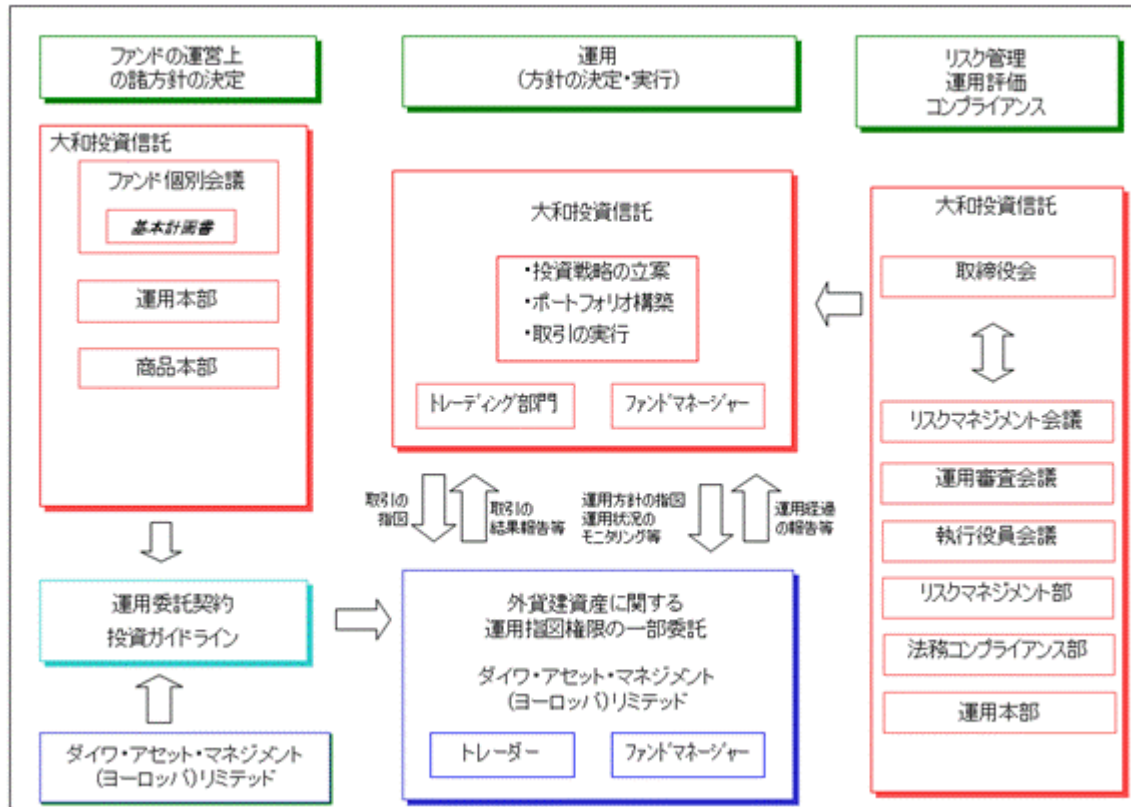 ファンドの運営上
の諸方針の決定
運用
(方針の決定・実行)
リスク管理
運用評価
コンプライアンス
大和投資信託
ファンド個別会議
基本計画書
運用本部
商品本部
大和投資信託
・投資戦略の立案
・ポートフォリオ構築
・取引の実行
トレーディング部門
ファンドマネージャー
大和投資信託
取締役会
リスクマネジメント会議
運用審査会議
執行役員会議
リスクマネジメント部
法務コンプライアンス部
運用本部
取引の
指図
取引の
結果報告等
運用方針の指図
運用状況の
モニタリング等
運用経過
の報告等
運用委託契約
投資ガイドライン
外貨建資産に関する
運用指図権限の一部委託
ダイワ・アセット・マネジメント
(ヨーロッパ)リミテッド
トレーダー
ファンドマネージャー
ダイワ・アセット・マネジメント
(ヨーロッパ)リミテッド